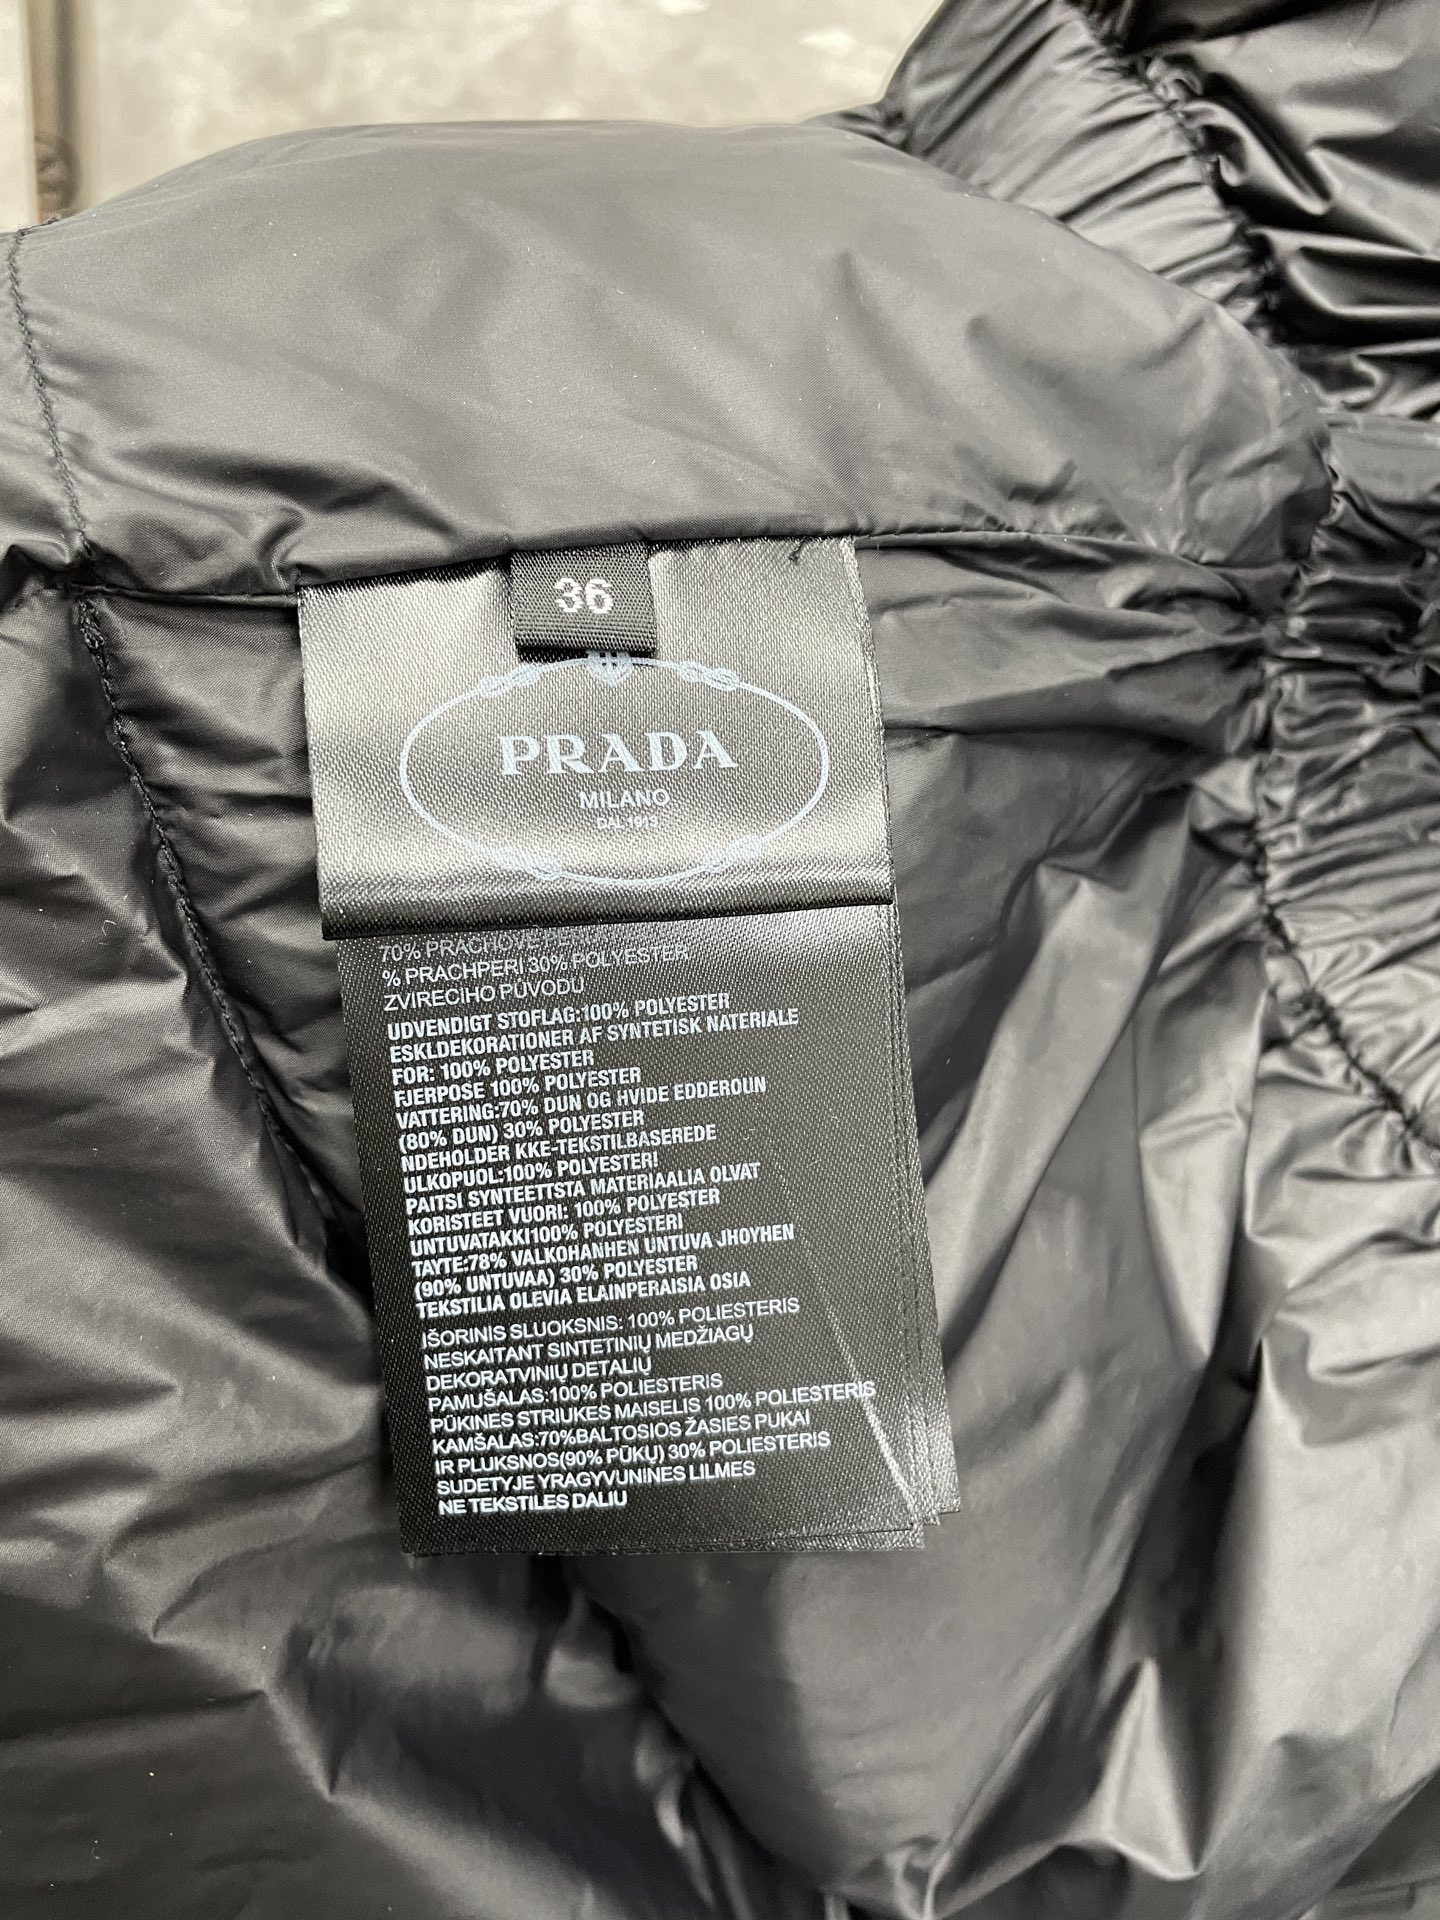 36
PRADA
MILANO
DAL 1913
70% PRACHOVE
% PRACHPERI 30% POLYESTER
ZVIRECIHO PŮVODU
UDVENDIGT STOFLAG:100% POLYESTER
ESKLDEKORATIONER AF SYNTETISK NATERIALE
FOR: 100% POLYESTER
FJERPOSE 100% POLYESTER
VATTERING:70% DUN OG HVIDE EDDEROUN
(80% DUN) 30% POLYESTER
NDEHOLDER KKE-TEKSTILBASEREDE
ULKOPUOL:100% POLYESTERI
PAITSI SYNTEETTSTA MATERIAALIA OLVAT
KORISTEET VUORI: 100% POLYESTER
UNTUVATAKKI100% POLYESTERI
TAYTE:78% VALKOHANHEN UNTUVA JHOYHEN
(90% UNTUVAA) 30% POLYESTER
TEKSTILIA OLEVIA ELAINPERAISIA OSIA
IŠORINIS SLUOKSNIS: 100% POLIESTERIS
NESKAITANT SINTETINIŲ MEDŽIAGŲ
DEKORATVINIŲ DETALIŲ
PAMUŠALAS:100% POLIESTERIS
PŪKINES STRIUKES MAISELIS 100% POLIESTERIS
KAMŠALAS:70%BALTOSIOS ŽASIES PUKAI
IR PLUKSNOS(90% PŪKŲ) 30% POLIESTERIS
SUDETYJE YRAGYVUNINES LILMES
NE TEKSTILES DALIU